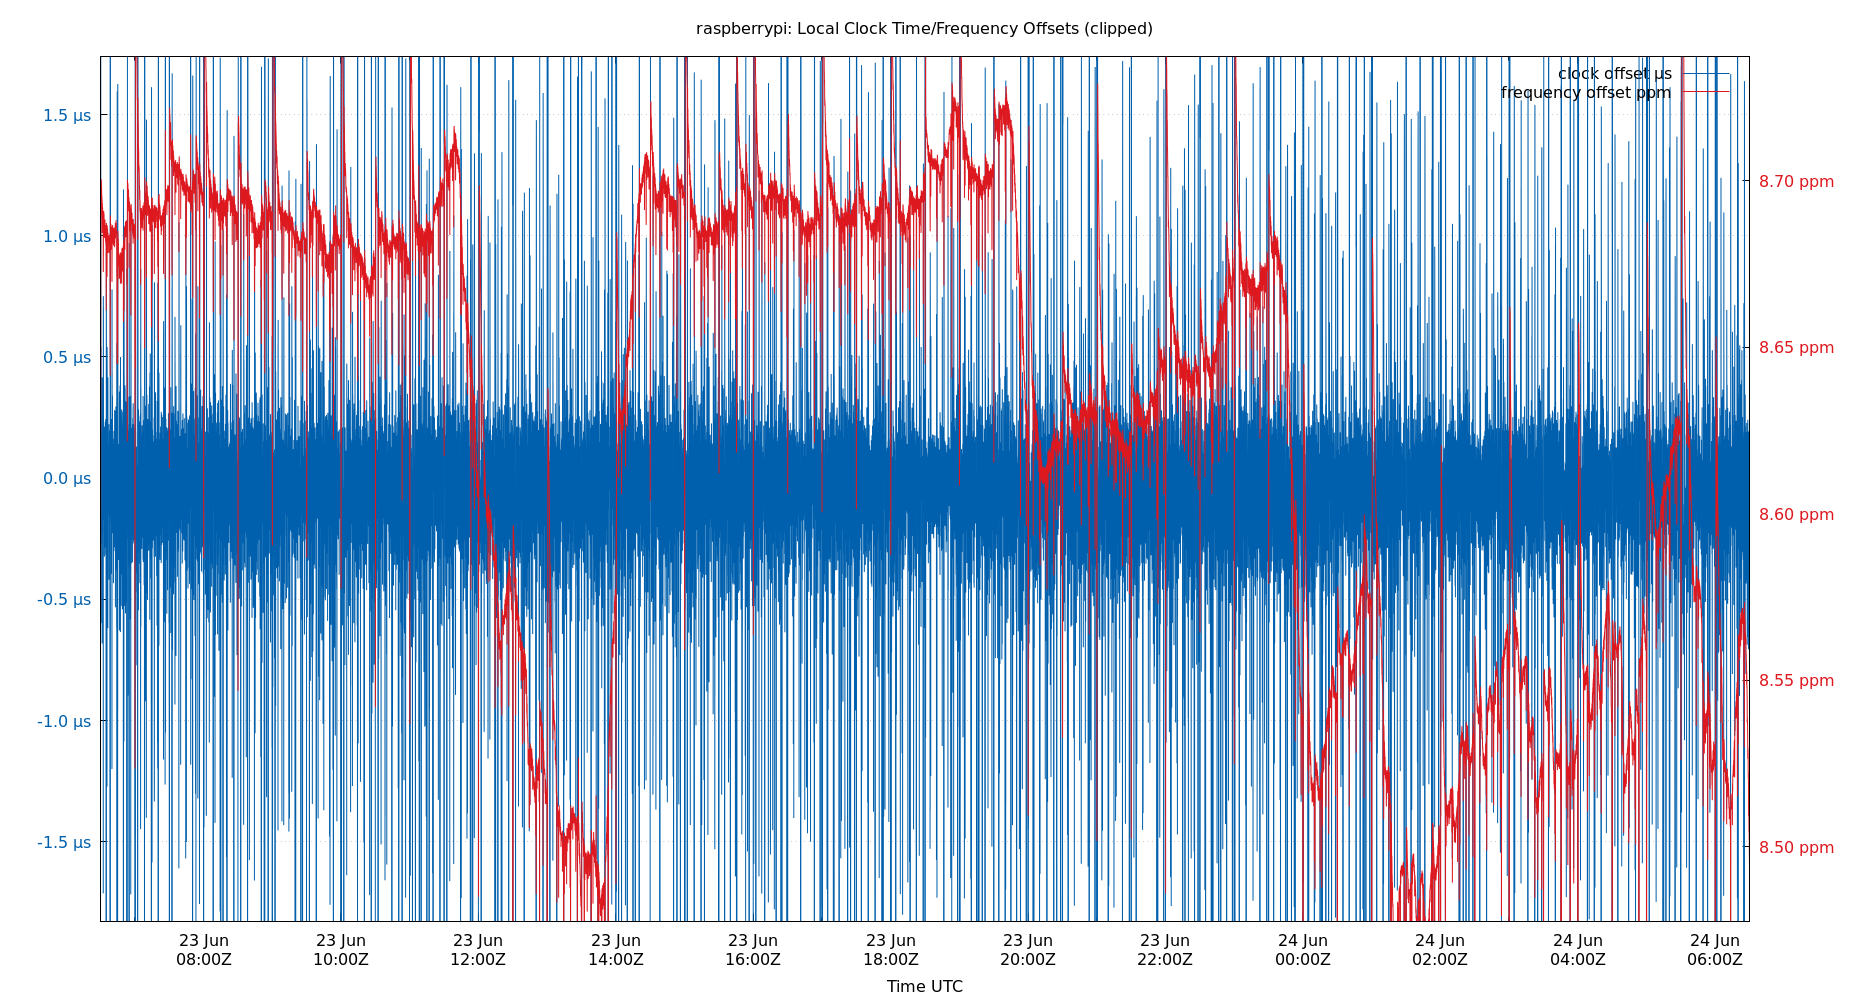 raspberrypi: Local Clock Time/Frequency Offsets (clipped)
clock offset µs
frequency offset ppm
1.5 µs
1.0 µs
0.5 µs
0.0 µs
-0.5 µs
-1.0 µs
-1.5 µs
8.70 ppm
8.65 ppm
8.60 ppm
8.55 ppm
8.50 ppm
23 Jun 23 Jun 23 Jun 23 Jun 23 Jun 23 Jun 23 Jun 23 Jun 24 Jun 24 Jun 24 Jun 24 Jun
08:00Z 10:00Z 12:00Z 14:00Z 16:00Z 18:00Z 20:00Z 22:00Z 00:00Z 02:00Z 04:00Z 06:00Z
Time UTC